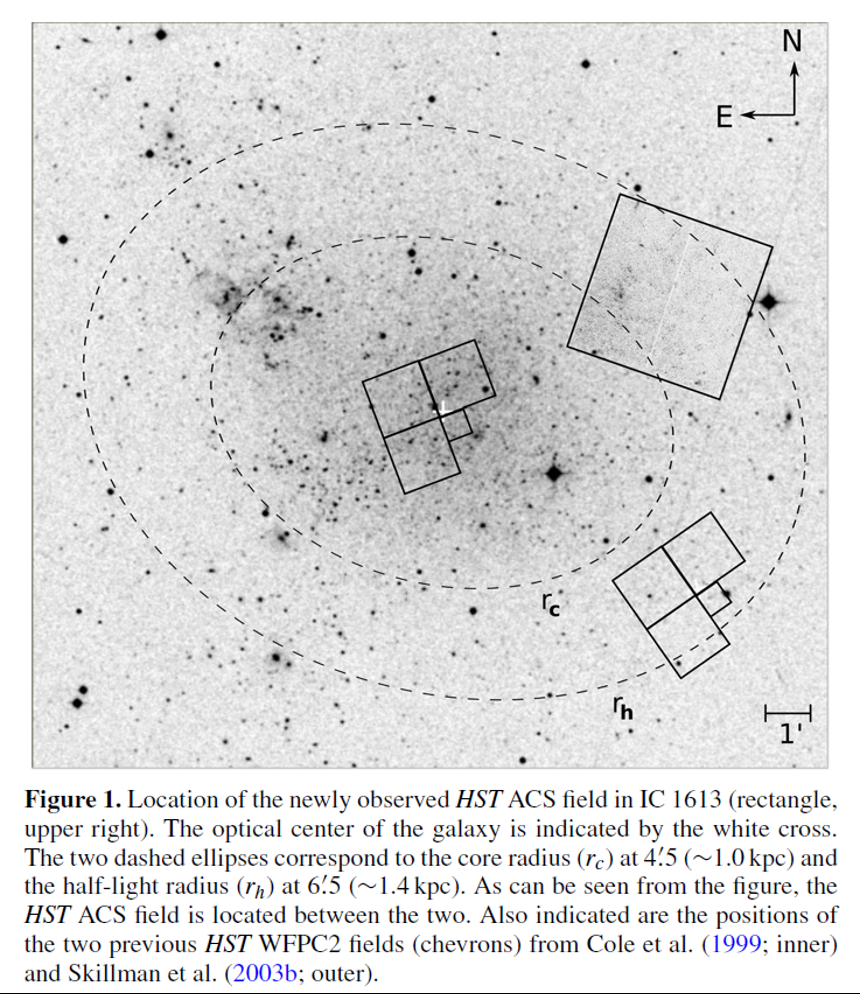 N
E
r_c
r_h
1'
Figure 1. Location of the newly observed HST ACS field in IC 1613 (rectangle,
upper right). The optical center of the galaxy is indicated by the white cross.
The two dashed ellipses correspond to the core radius (r_c) at 4.′5 (∼1.0 kpc) and
the half-light radius (r_h) at 6.′5 (∼1.4 kpc). As can be seen from the figure, the
HST ACS field is located between the two. Also indicated are the positions of
the two previous HST WFPC2 fields (chevrons) from Cole et al. (1999; inner)
and Skillman et al. (2003b; outer).